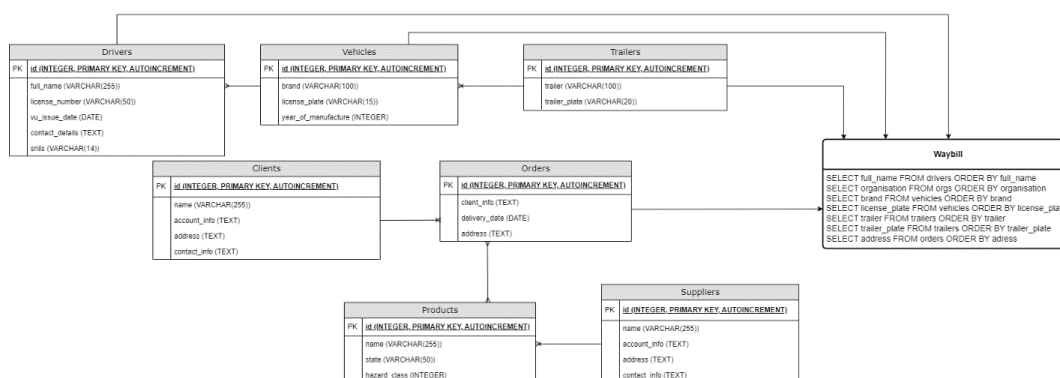 Drivers
PK id (INTEGER, PRIMARY KEY, AUTOINCREMENT)
full_name (VARCHAR(255))
license_number (VARCHAR(50))
vu_issue_date (DATE)
contact_details (TEXT)
snils (VARCHAR(14))
Vehicles
PK id (INTEGER, PRIMARY KEY, AUTOINCREMENT)
brand (VARCHAR(100))
license_plate (VARCHAR(15))
year_of_manufacture (INTEGER)
Trailers
PK id (INTEGER, PRIMARY KEY, AUTOINCREMENT)
trailer (VARCHAR(100))
trailer_plate (VARCHAR(20))
Waybill
SELECT full_name FROM drivers ORDER BY full_name
SELECT organisation FROM orgs ORDER BY organisation
SELECT brand FROM vehicles ORDER BY brand
SELECT license_plate FROM vehicles ORDER BY license_pla
SELECT trailer FROM trailers ORDER BY trailer
SELECT trailer_plate FROM trailers ORDER BY trailer_plate
SELECT address FROM orders ORDER BY adress
Clients
PK id (INTEGER, PRIMARY KEY, AUTOINCREMENT)
name (VARCHAR(255))
account_info (TEXT)
address (TEXT)
contact_info (TEXT)
Orders
PK id (INTEGER, PRIMARY KEY, AUTOINCREMENT)
client_info (TEXT)
delivery_date (DATE)
address (TEXT)
Products
PK id (INTEGER, PRIMARY KEY, AUTOINCREMENT)
name (VARCHAR(255))
state (VARCHAR(50))
hazard_class (INTEGER)
Suppliers
PK id (INTEGER, PRIMARY KEY, AUTOINCREMENT)
name (VARCHAR(255))
account_info (TEXT)
address (TEXT)
contact_info (TEXT)